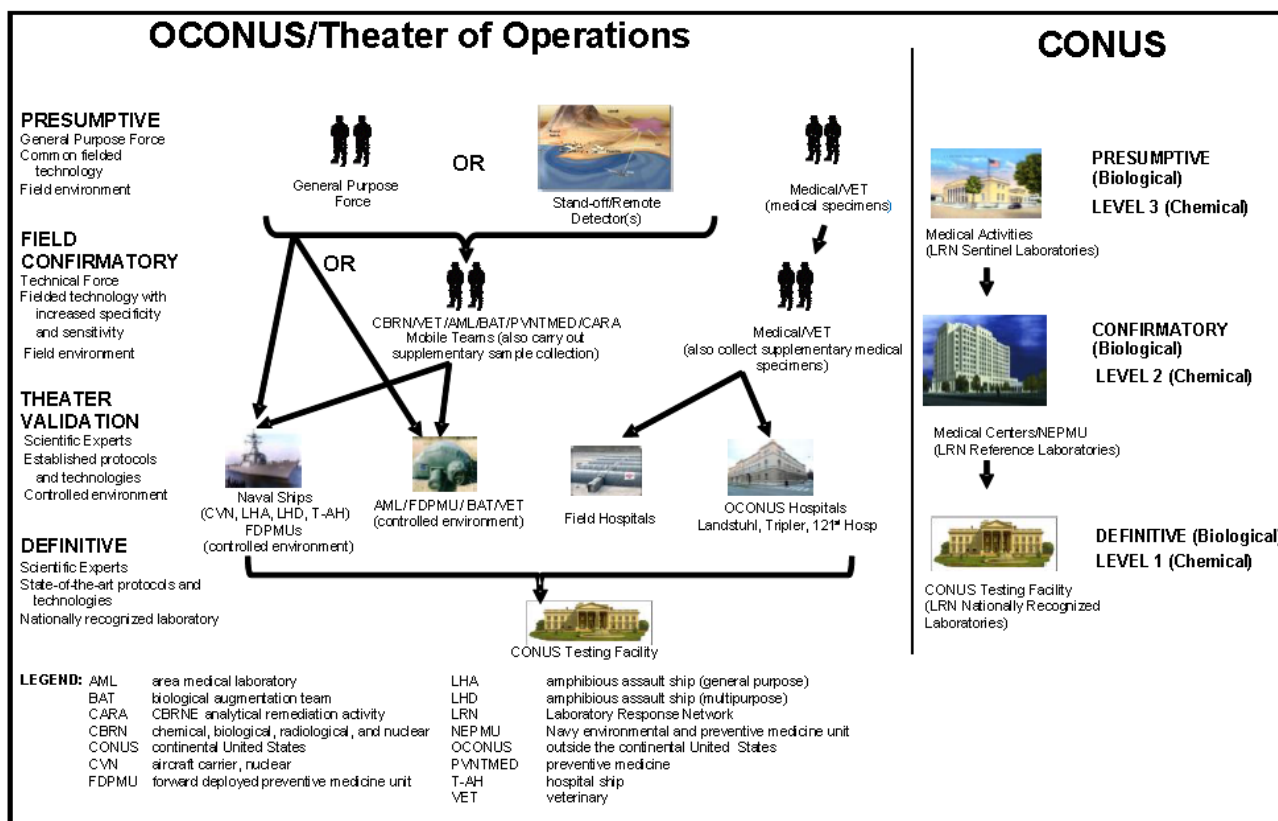 OCONUS/Theater of Operations
CONUS
PRESUMPTIVE
General Purpose Force
Common fielded
technology
Field environment
General Purpose
Force
OR
Stand-off/Remote
Detector(s)
Medical/VET
(medical specimens)
FIELD
CONFIRMATORY
Technical Force
Fielded technology with
increased specificity
and sensitivity
Field environment
OR
CBRN/VET/AML/BAT/PVNTMED/CARA
Mobile Teams (also carry out
supplementary sample collection)
Medical/VET
(also collect supplementary medical
specimens)
THEATER
VALIDATION
Scientific Experts
Established protocols
and technologies
Controlled environment
Naval Ships
(CVN, LHA, LHD, T-AH)
FDPMUs
(controlled environment)
AML/FDPMU/BAT/VET
(controlled environment)
Field Hospitals
OCONUS Hospitals
Landstuhl, Tripler, 121st Hosp
DEFINITIVE
Scientific Experts
State-of-the-art protocols and
technologies
Nationally recognized laboratory
CONUS Testing Facility
PRESUMPTIVE
(Biological)
LEVEL 3 (Chemical)
Medical Activities
(LRN Sentinel Laboratories)
CONFIRMATORY
(Biological)
LEVEL 2 (Chemical)
Medical Centers/NEPMU
(LRN Reference Laboratories)
DEFINITIVE (Biological)
LEVEL 1 (Chemical)
CONUS Testing Facility
(LRN Nationally Recognized
Laboratories)
LEGEND: AML area medical laboratory
BAT biological augmentation team
CARA CBRNE analytical remediation activity
CBRN chemical, biological, radiological, and nuclear
CONUS continental United States
CVN aircraft carrier, nuclear
FDPMU forward deployed preventive medicine unit
LHA amphibious assault ship (general purpose)
LHD amphibious assault ship (multipurpose)
LRN Laboratory Response Network
NEPMU Navy environmental and preventive medicine unit
OCONUS outside the continental United States
PVNTMED preventive medicine
T-AH hospital ship
VET veterinary